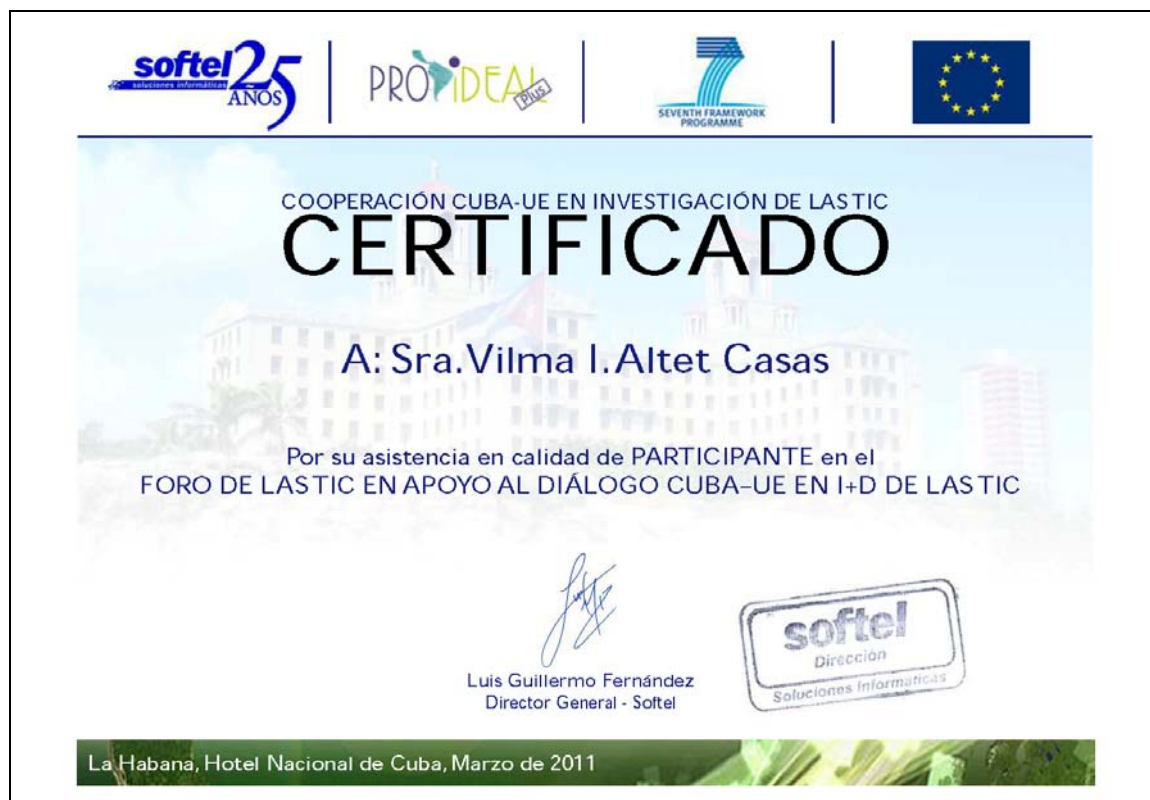 softel 25
soluciones informáticas
AÑOS
PROIDEAL
Plus
SEVENTH FRAMEWORK
PROGRAMME
COOPERACIÓN CUBA-UE EN INVESTIGACIÓN DE LAS TIC
CERTIFICADO
A: Sra. Vilma I. Altet Casas
Por su asistencia en calidad de PARTICIPANTE en el
FORO DE LAS TIC EN APOYO AL DIÁLOGO CUBA–UE EN I+D DE LAS TIC
Luis Guillermo Fernández
Director General - Softel
softel
Dirección
Soluciones Informaticas
La Habana, Hotel Nacional de Cuba, Marzo de 2011